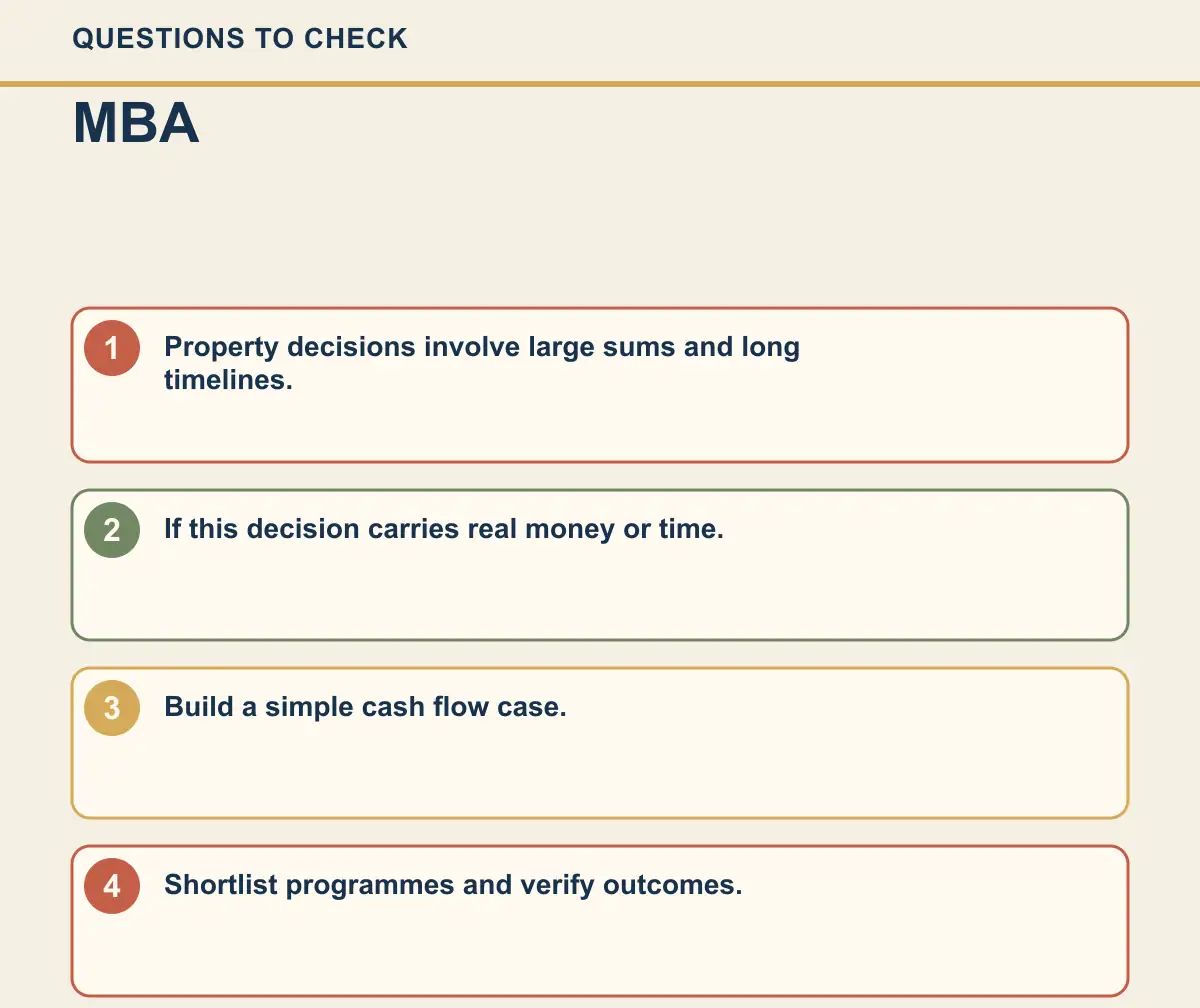 QUESTIONS TO CHECK
MBA
1
Property decisions involve large sums and long
timelines.
2
If this decision carries real money or time.
3
Build a simple cash flow case.
4
Shortlist programmes and verify outcomes.